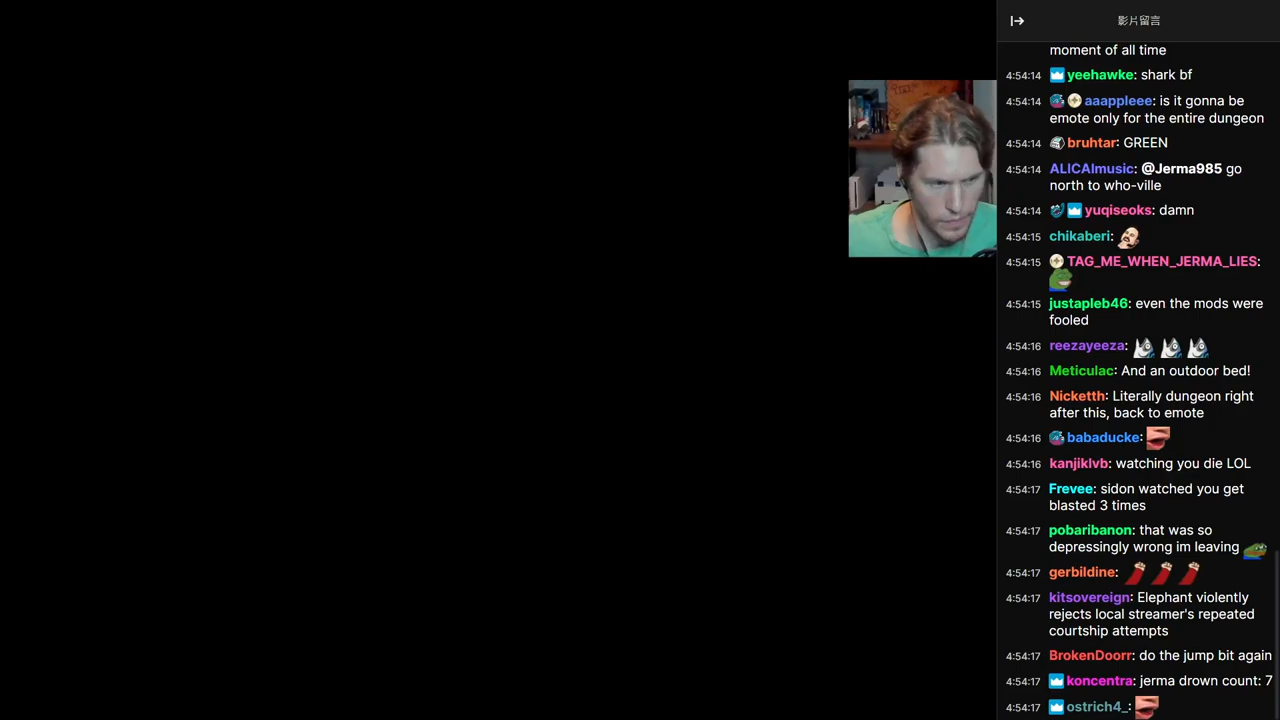 影片留言
moment of all time
4:54:14 yeehawke: shark bf
4:54:14 aaappleee: is it gonna be
emote only for the entire dungeon
4:54:14 bruhtar: GREEN
4:54:14 ALICAImusic: @Jerma985 go
north to who-ville
4:54:14 yuqiseoks: damn
4:54:15 chikaberi:
4:54:15 TAG_ME_WHEN_JERMA_LIES:
4:54:15 justapleb46: even the mods were
fooled
4:54:16 reezayeeza:
4:54:16 Meticulac: And an outdoor bed!
4:54:16 Nicketth: Literally dungeon right
after this, back to emote
4:54:16 babaducke:
4:54:16 kanjiklvb: watching you die LOL
4:54:17 Frevee: sidon watched you get
blasted 3 times
4:54:17 pobaribanon: that was so
depressingly wrong im leaving
4:54:17 gerbildine:
4:54:17 kitsovereign: Elephant violently
rejects local streamer's repeated
courtship attempts
4:54:17 BrokenDoorr: do the jump bit again
4:54:17 koncentra: jerma drown count: 7
4:54:17 ostrich4_: